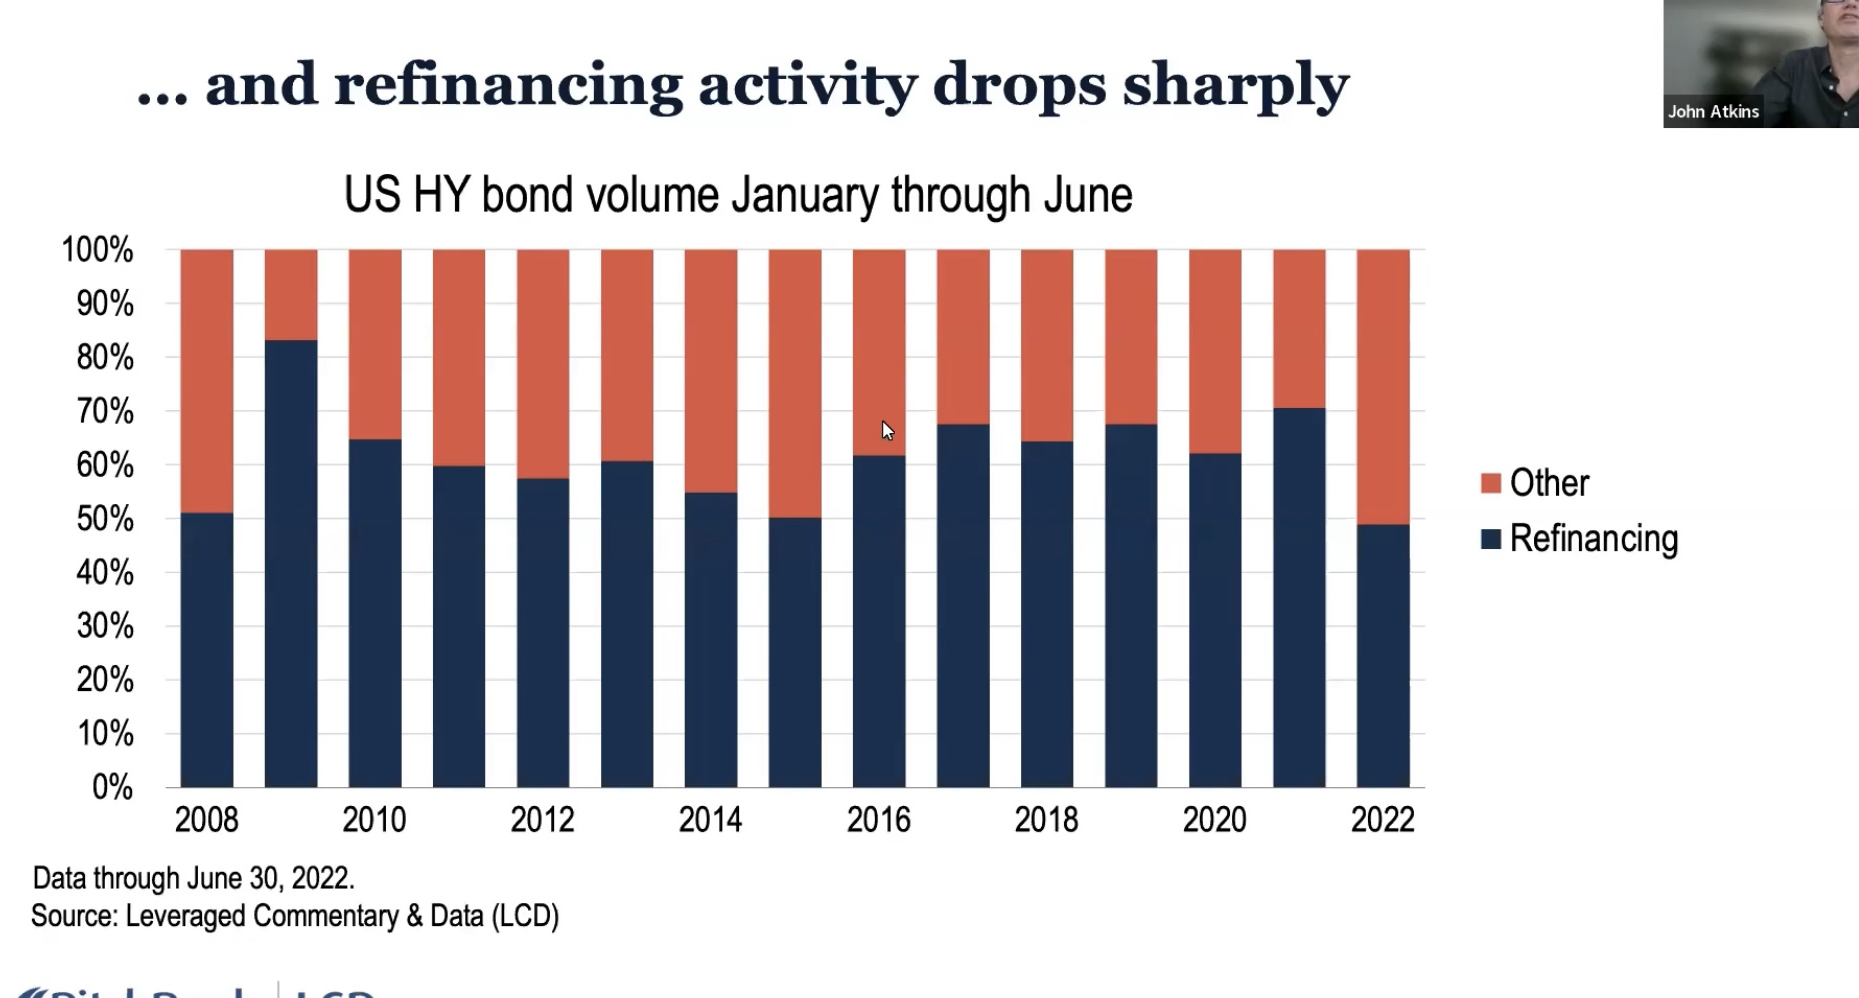 ... and refinancing activity drops sharply
John Atkins
US HY bond volume January through June
100%
90%
80%
70%
60%
50%
40%
30%
20%
10%
0%
2008 2010 2012 2014 2016 2018 2020 2022
Other
Refinancing
Data through June 30, 2022.
Source: Leveraged Commentary & Data (LCD)
PitchBook | LCD